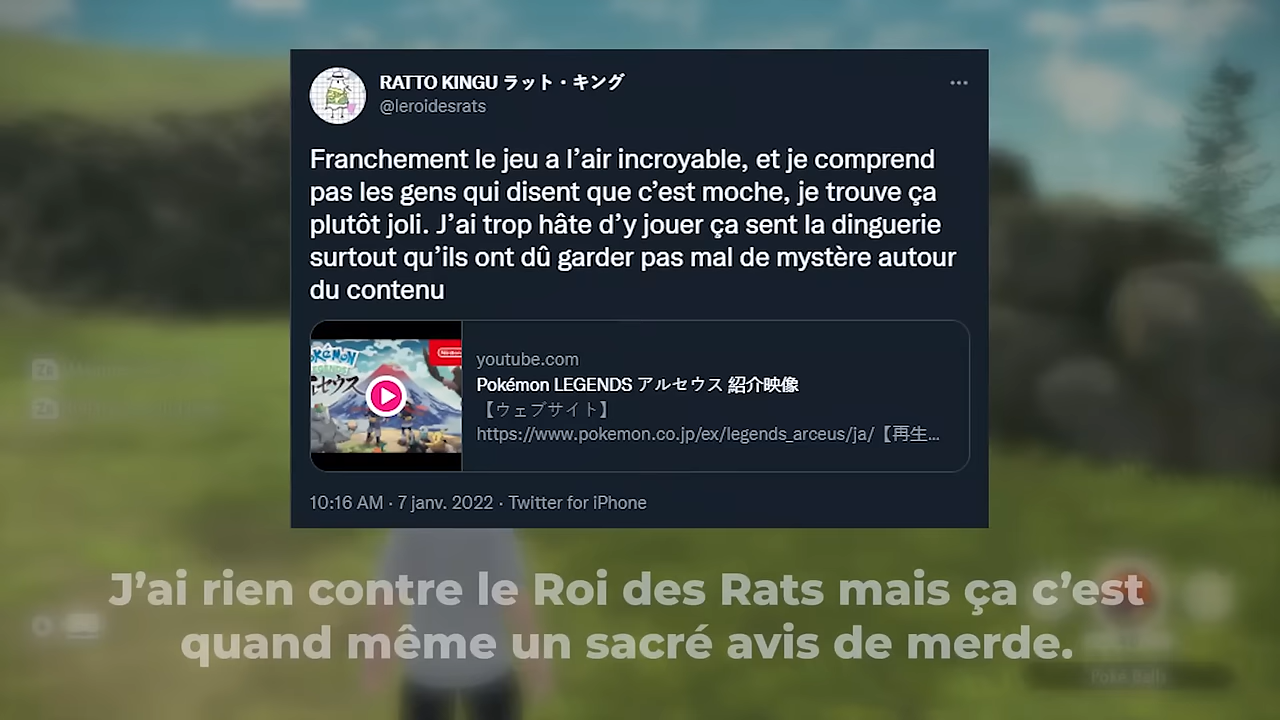 RATTO KINGU ラット・キング
@leroidesrats
Franchement le jeu a l’air incroyable, et je comprend
pas les gens qui disent que c’est moche, je trouve ça
plutôt joli. J’ai trop hâte d’y jouer ça sent la dinguerie
surtout qu’ils ont dû garder pas mal de mystère autour
du contenu
youtube.com
Pokémon LEGENDS アルセウス 紹介映像
【ウェブサイト】
https://www.pokemon.co.jp/ex/legends_arceus/ja/【再生...
10:16 AM · 7 janv. 2022 · Twitter for iPhone
J’ai rien contre le Roi des Rats mais ça c’est
quand même un sacré avis de merde.
Poké Ball